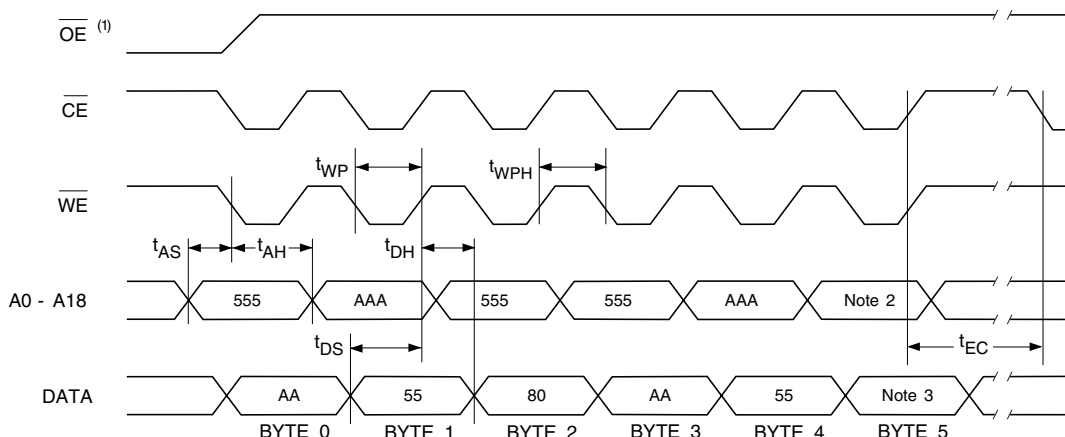 OE (1)
CE
tWP tWPH
WE
tAS tAH tDH
A0 - A18 555 AAA 555 555 AAA Note 2
tDS tEC
DATA AA 55 80 AA 55 Note 3
BYTE 0 BYTE 1 BYTE 2 BYTE 3 BYTE 4 BYTE 5